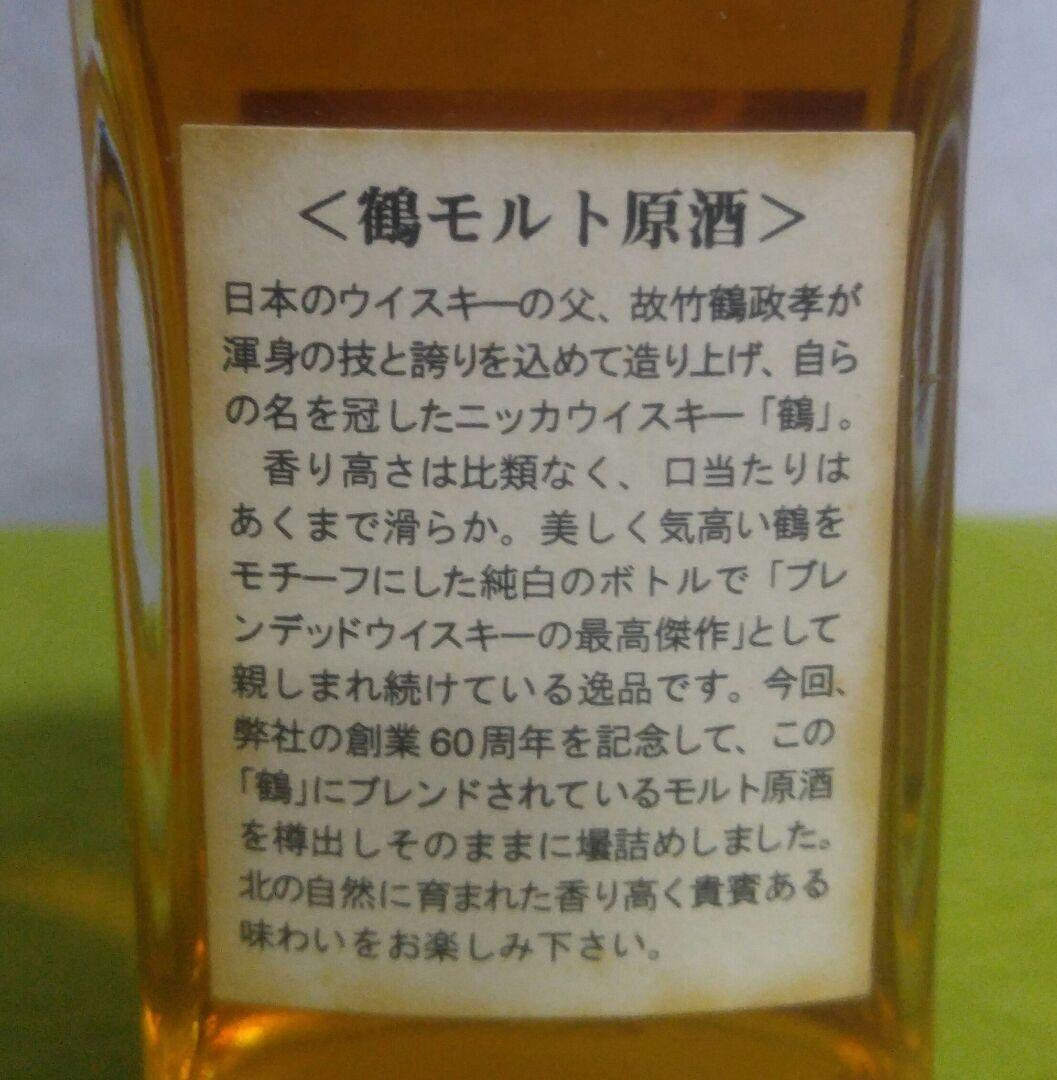 ＜鶴モルト原酒＞
日本のウイスキーの父、故竹鶴政孝が
渾身の技と誇りを込めて造り上げ、自ら
の名を冠したニッカウイスキー「鶴」。
香り高さは比類なく、口当たりは
あくまで滑らか。美しく気高い鶴を
モチーフにした純白のボトルで「ブレ
ンデッドウイスキーの最高傑作」として
親しまれ続けている逸品です。今回、
弊社の創業60周年を記念して、この
「鶴」にブレンドされているモルト原酒
を樽出しそのままに壜詰めしました。
北の自然に育まれた香り高く貴賓ある
味わいをお楽しみ下さい。